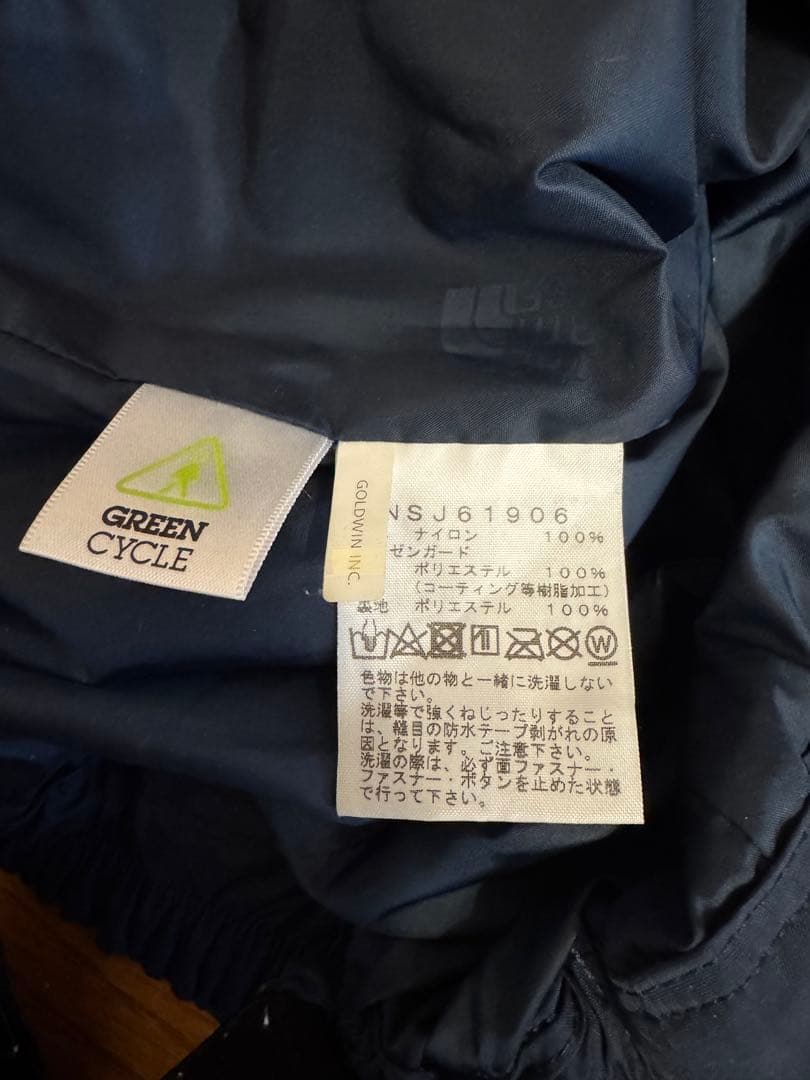 GREEN
CYCLE
GOLDWIN INC.
NSJ61906
ナイロン 100%
ゼンガード
ポリエステル 100%
(コーティング等樹脂加工)
裏地 ポリエステル 100%
W
色物は他の物と一緒に洗濯しない
で下さい。
洗濯等で強くねじったりすること
は、縫目の防水テープ剥がれの原
因となります。ご注意下さい。
洗濯の際は、必ず面ファスナー・
ファスナー・ボタンを止めた状態
で行って下さい。